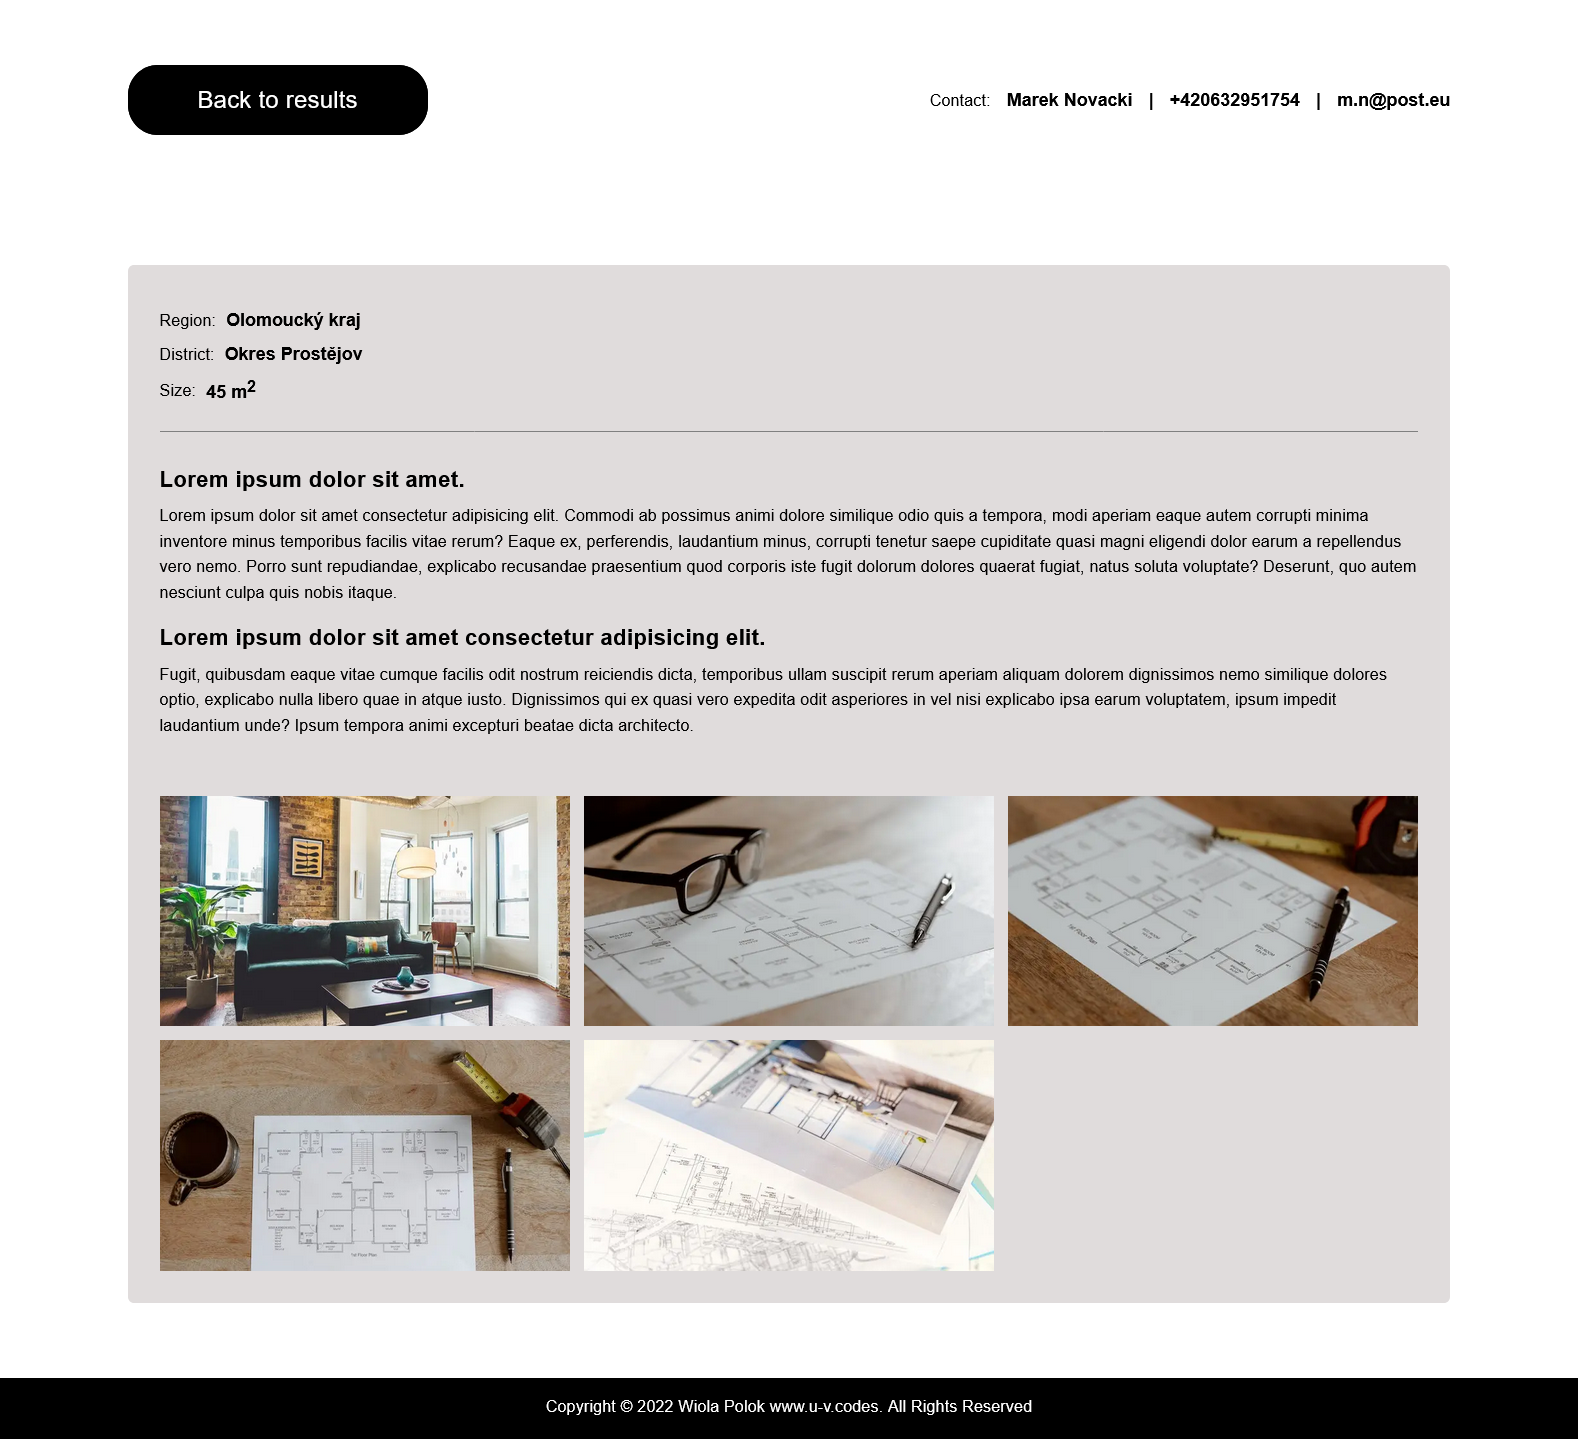 Back to results
Contact: Marek Novacki | +420632951754 | m.n@post.eu
Region: Olomoucký kraj
District: Okres Prostějov
Size: 45 m2
Lorem ipsum dolor sit amet.
Lorem ipsum dolor sit amet consectetur adipisicing elit. Commodi ab possimus animi dolore similique odio quis a tempora, modi aperiam eaque autem corrupti minima
inventore minus temporibus facilis vitae rerum? Eaque ex, perferendis, laudantium minus, corrupti tenetur saepe cupiditate quasi magni eligendi dolor earum a repellendus
vero nemo. Porro sunt repudiandae, explicabo recusandae praesentium quod corporis iste fugit dolorum dolores quaerat fugiat, natus soluta voluptate? Deserunt, quo autem
nesciunt culpa quis nobis itaque.
Lorem ipsum dolor sit amet consectetur adipisicing elit.
Fugit, quibusdam eaque vitae cumque facilis odit nostrum reiciendis dicta, temporibus ullam suscipit rerum aperiam aliquam dolorem dignissimos nemo similique dolores
optio, explicabo nulla libero quae in atque iusto. Dignissimos qui ex quasi vero expedita odit asperiores in vel nisi explicabo ipsa earum voluptatem, ipsum impedit
laudantium unde? Ipsum tempora animi excepturi beatae dicta architecto.
1st Floor Plan
1st Floor Plan
Copyright © 2022 Wiola Polok www.u-v.codes. All Rights Reserved